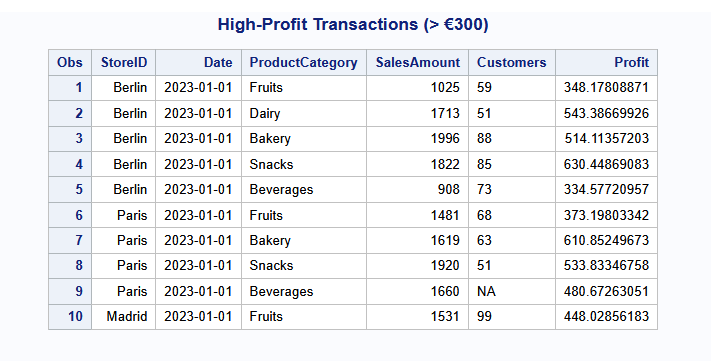 High-Profit Transactions (> €300)
Obs StoreID Date ProductCategory SalesAmount Customers Profit
1 Berlin 2023-01-01 Fruits 1025 59 348.17808871
2 Berlin 2023-01-01 Dairy 1713 51 543.38669926
3 Berlin 2023-01-01 Bakery 1996 88 514.11357203
4 Berlin 2023-01-01 Snacks 1822 85 630.44869083
5 Berlin 2023-01-01 Beverages 908 73 334.57720957
6 Paris 2023-01-01 Fruits 1481 68 373.19803342
7 Paris 2023-01-01 Bakery 1619 63 610.85249673
8 Paris 2023-01-01 Snacks 1920 51 533.83346758
9 Paris 2023-01-01 Beverages 1660 NA 480.67263051
10 Madrid 2023-01-01 Fruits 1531 99 448.02856183